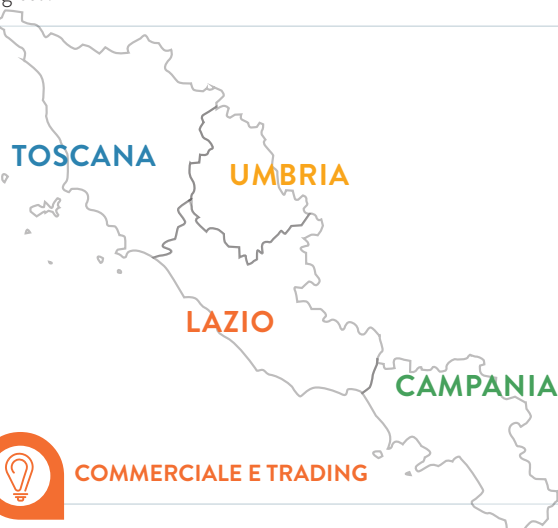 TOSCANA
UMBRIA
LAZIO
CAMPANIA
COMMERCIALE E TRADING